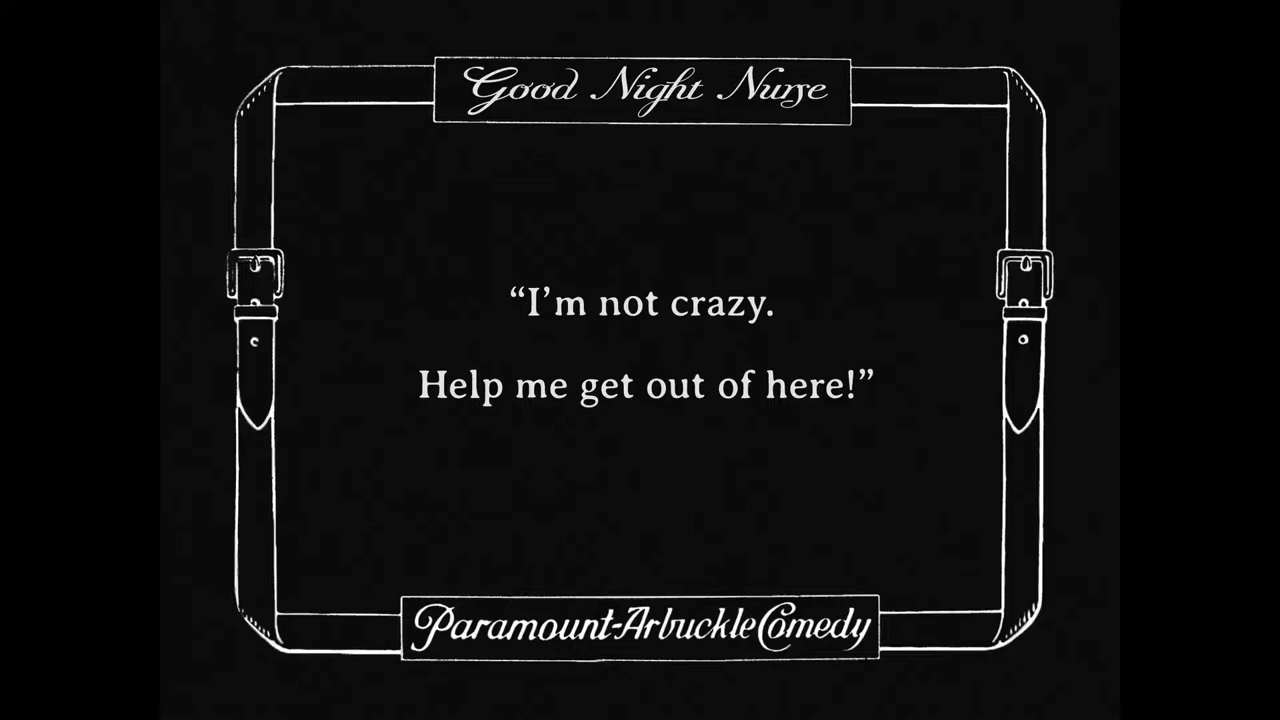 Good Night Nurse
“I’m not crazy.
Help me get out of here!”
Paramount-Arbuckle Comedy